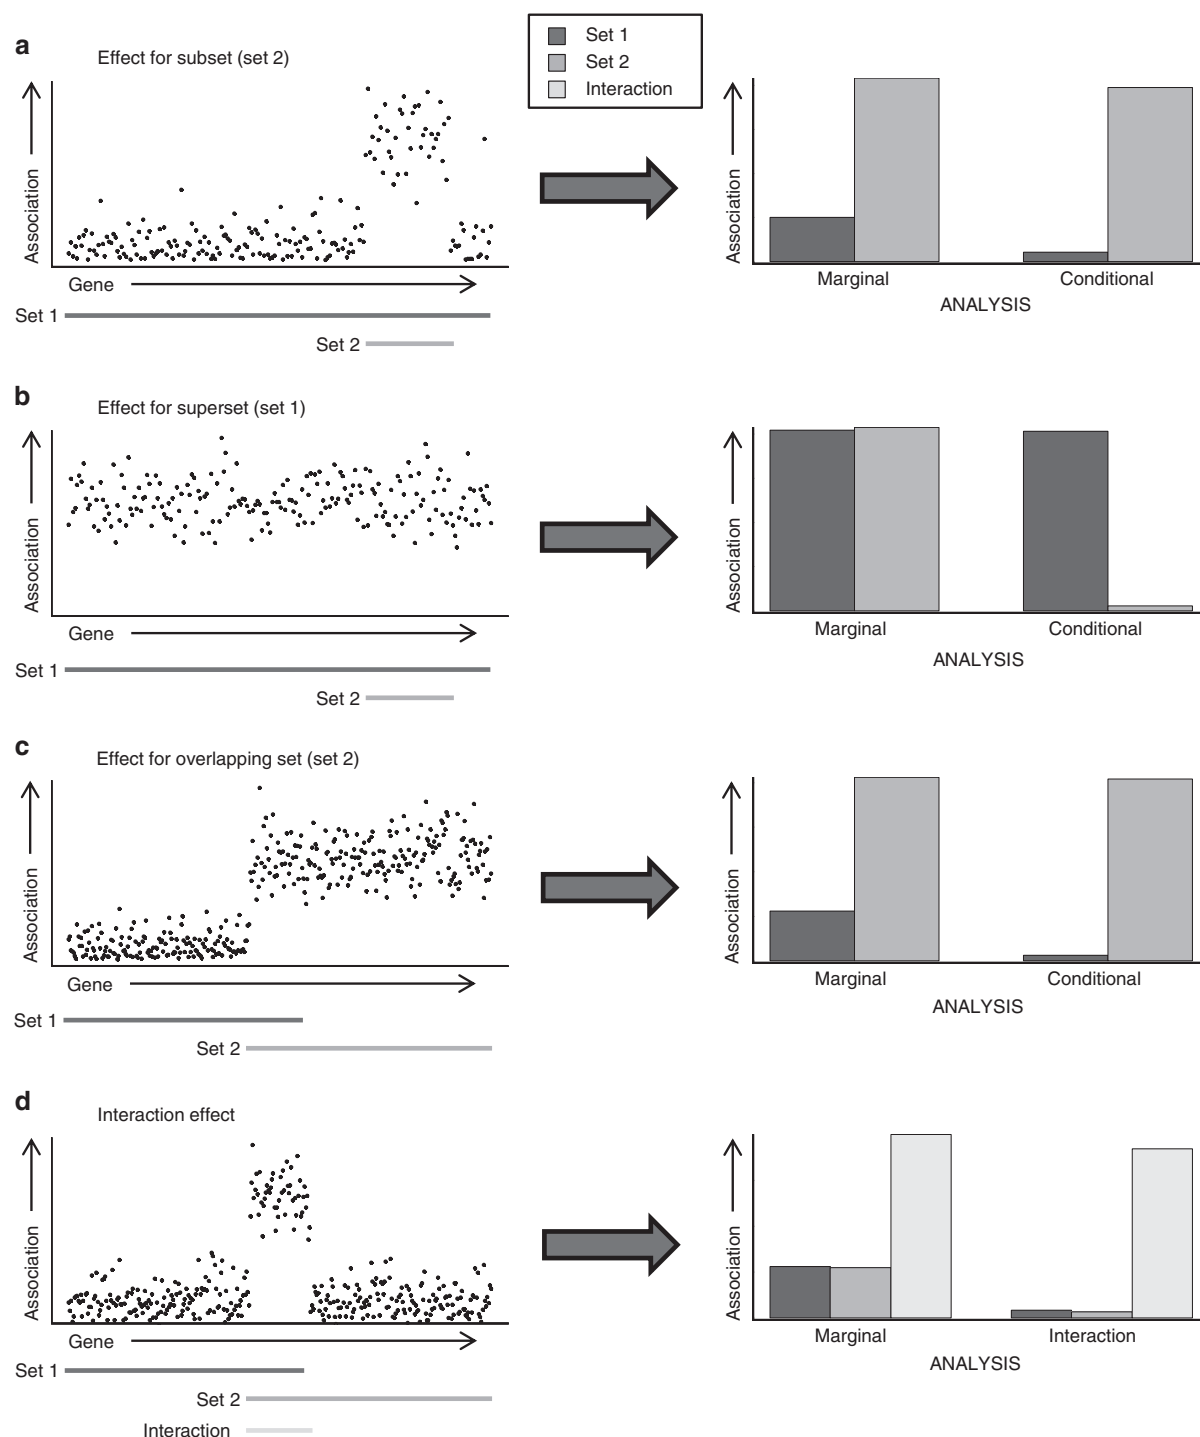 a
Effect for subset (set 2)
Set 1
Set 2
Interaction
Association
Gene
Set 1
Set 2
Association
Marginal
Conditional
ANALYSIS
b
Effect for superset (set 1)
Association
Gene
Set 1
Set 2
Association
Marginal
Conditional
ANALYSIS
c
Effect for overlapping set (set 2)
Association
Gene
Set 1
Set 2
Association
Marginal
Conditional
ANALYSIS
d
Interaction effect
Association
Gene
Set 1
Set 2
Interaction
Association
Marginal
Interaction
ANALYSIS